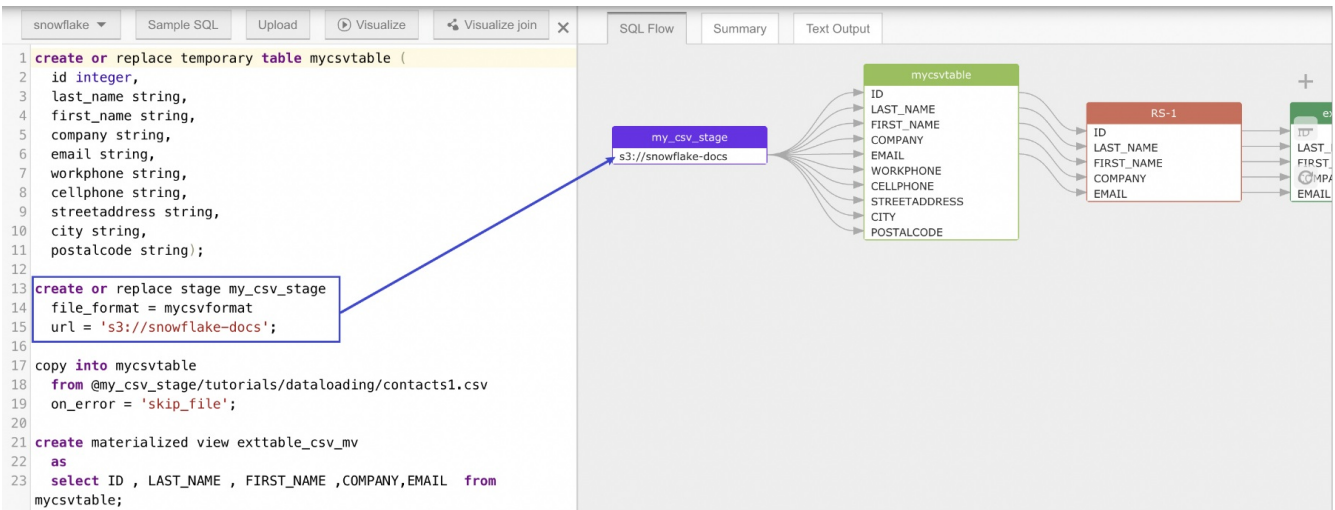 snowflake
Sample SQL
Upload
Visualize
Visualize join
SQL Flow
Summary
Text Output
1 create or replace temporary table mycsvtable (
2 id integer,
3 last_name string,
4 first_name string,
5 company string,
6 email string,
7 workphone string,
8 cellphone string,
9 streetaddress string,
10 city string,
11 postalcode string);
12
13 create or replace stage my_csv_stage
14 file_format = mycsvformat
15 url = 's3://snowflake-docs';
16
17 copy into mycsvtable
18 from @my_csv_stage/tutorials/dataloading/contacts1.csv
19 on_error = 'skip_file';
20
21 create materialized view exttable_csv_mv
22 as
23 select ID , LAST_NAME , FIRST_NAME ,COMPANY,EMAIL from
mycsvtable;
my_csv_stage
s3://snowflake-docs
mycsvtable
ID
LAST_NAME
FIRST_NAME
COMPANY
EMAIL
WORKPHONE
CELLPHONE
STREETADDRESS
CITY
POSTALCODE
RS-1
ID
LAST_NAME
FIRST_NAME
COMPANY
EMAIL
ID
LAST_
FIRST_
EMAIL